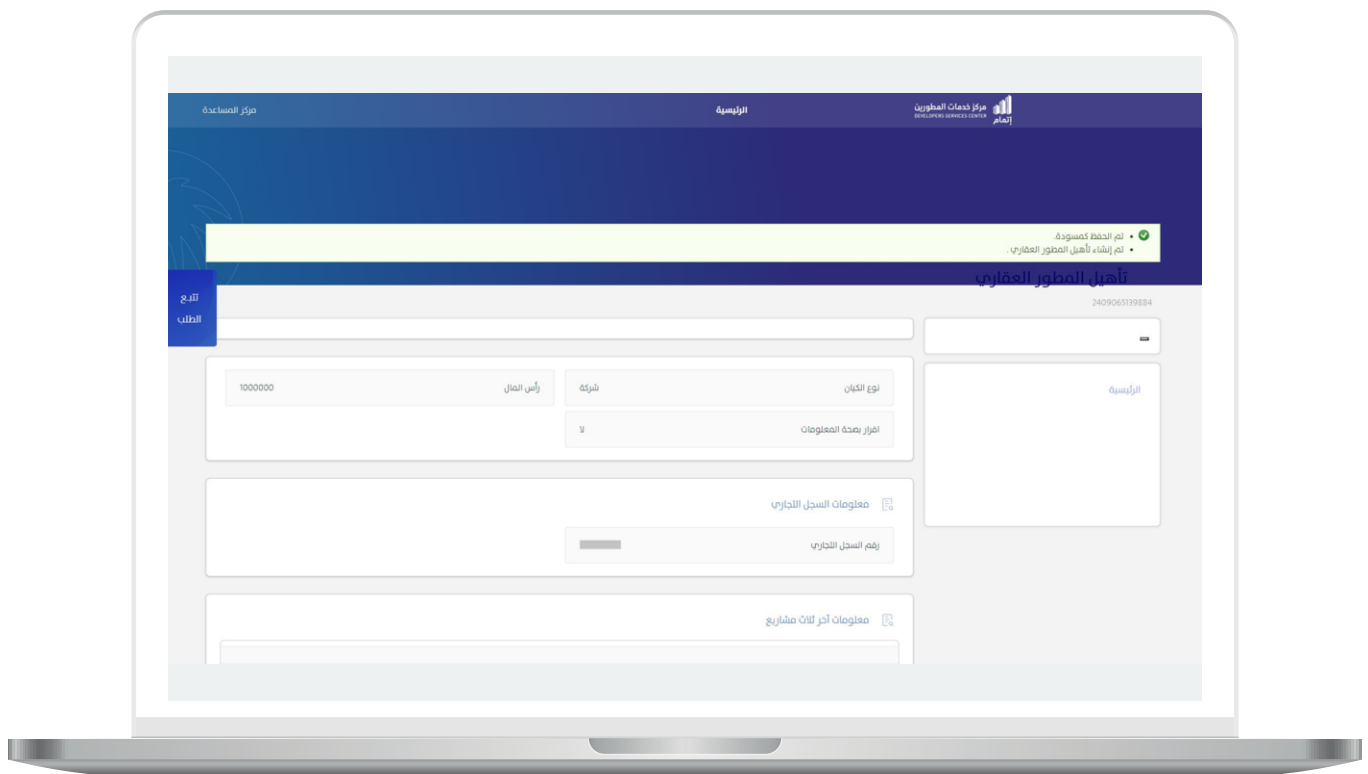 مركز خدمات المطورين
DEVELOPERS SERVICES CENTER
إتمام
الرئيسية
مركز المساعدة
تم الحفظ كمسودة.
تم إنشاء تأهيل المطور العقاري .
تأهيل المطور العقاري
2409065139884
تتبع
الطلب
الرئيسية
نوع الكيان شركة
رأس المال 1000000
اقرار بصحة المعلومات لا
معلومات السجل التجاري
رقم السجل التجاري
معلومات آخر ثلاث مشاريع